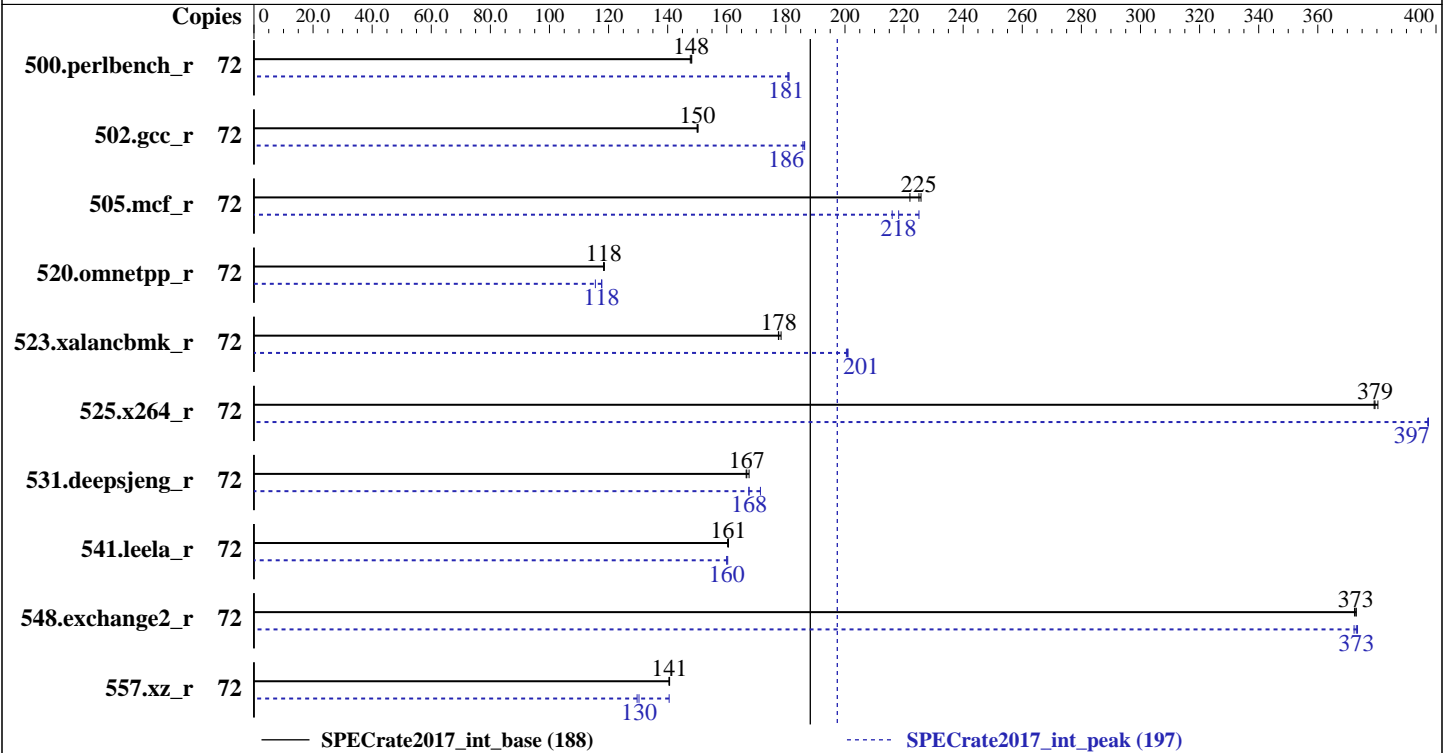 Copies 0 20.0 40.0 60.0 80.0 100 120 140 160 180 200 220 240 260 280 300 320 340 360 400
148
500.perlbench_r 72
181
150
502.gcc_r 72
186
225
505.mcf_r 72
218
118
520.omnetpp_r 72
118
178
523.xalancbmk_r 72
201
379
525.x264_r 72
397
167
531.deepsjeng_r 72
168
161
541.leela_r 72
160
373
548.exchange2_r 72
373
141
557.xz_r 72
130
SPECrate2017_int_base (188) SPECrate2017_int_peak (197)